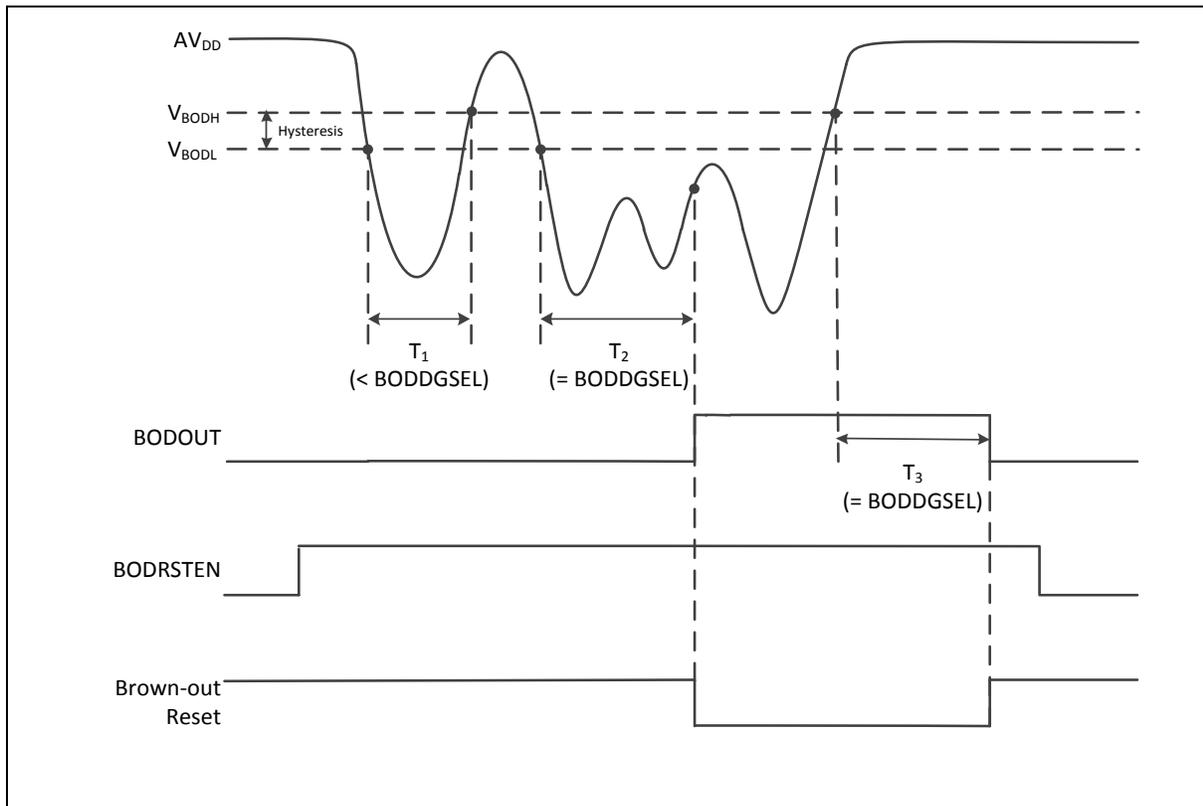 AVDD
VBODH
Hysteresis
VBODL
T1
(< BODDGSEL)
T2
(= BODDGSEL)
BODOUT
T3
(= BODDGSEL)
BODRSTEN
Brown-out
Reset